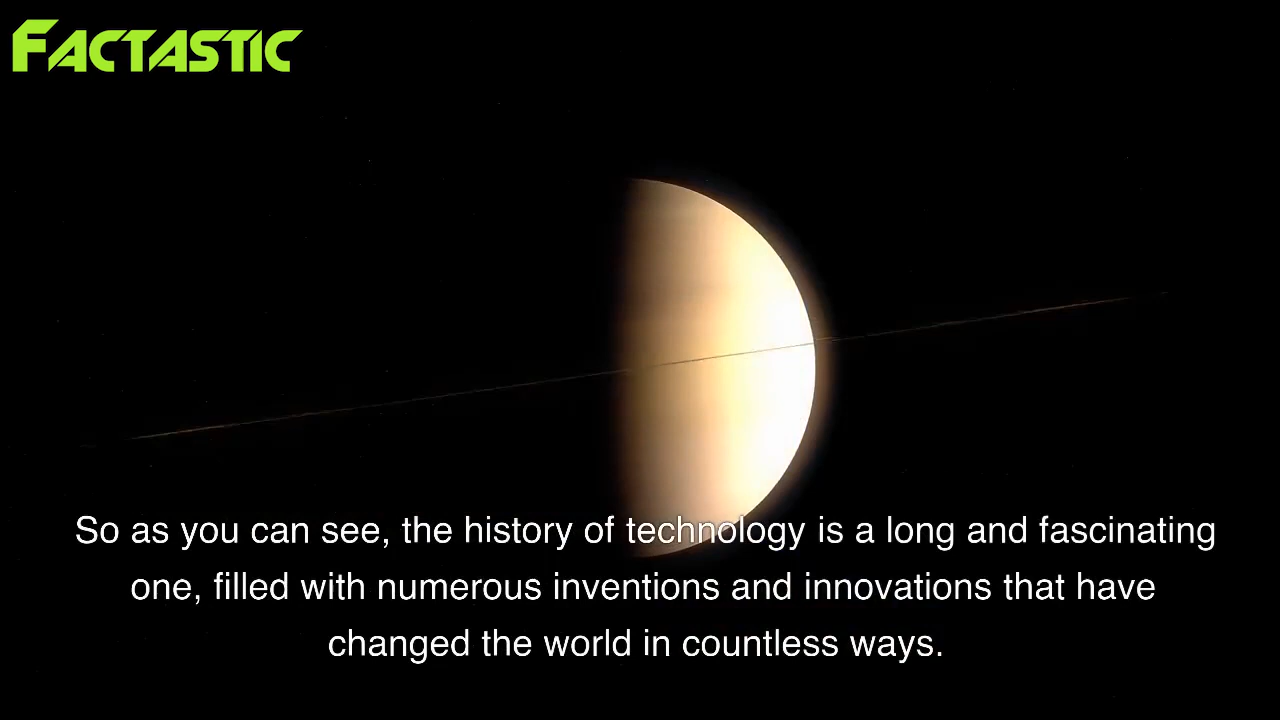 FACTASTIC
So as you can see, the history of technology is a long and fascinating
one, filled with numerous inventions and innovations that have
changed the world in countless ways.